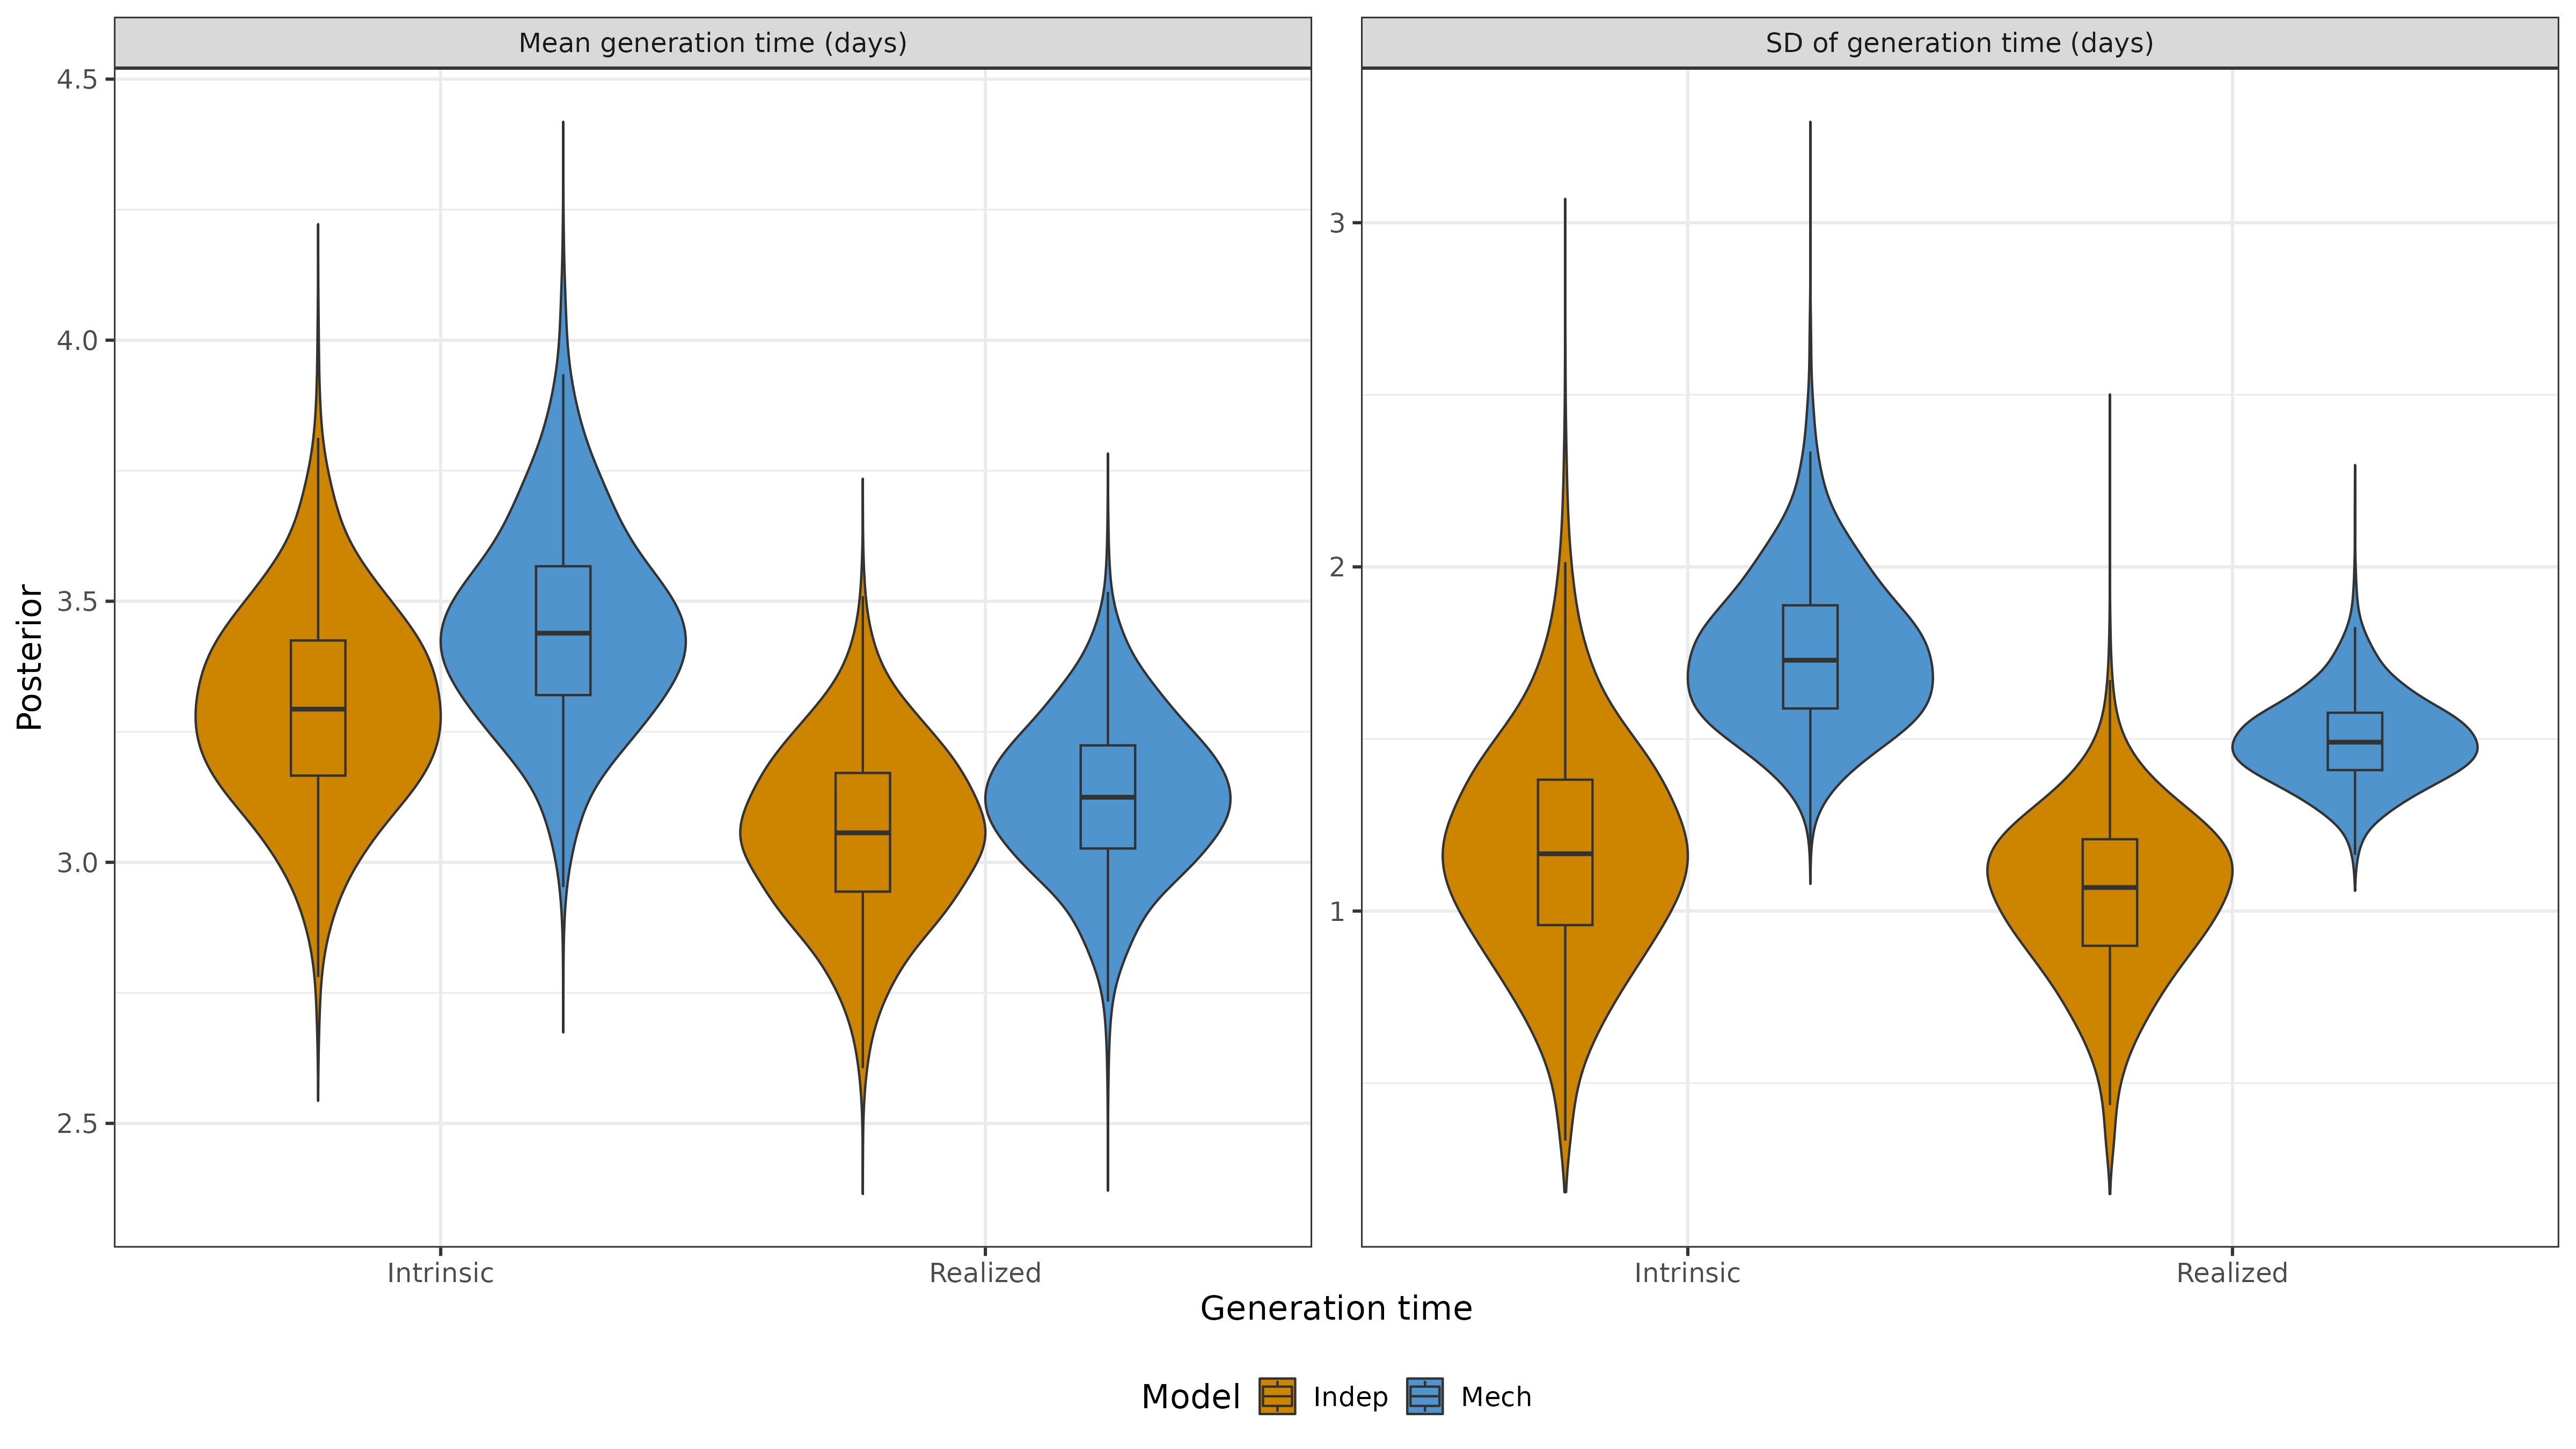 Mean generation time (days)
SD of generation time (days)
Posterior
4.5
4.0
3.5
3.0
2.5
3
2
1
Intrinsic
Realized
Intrinsic
Realized
Generation time
Model Indep Mech